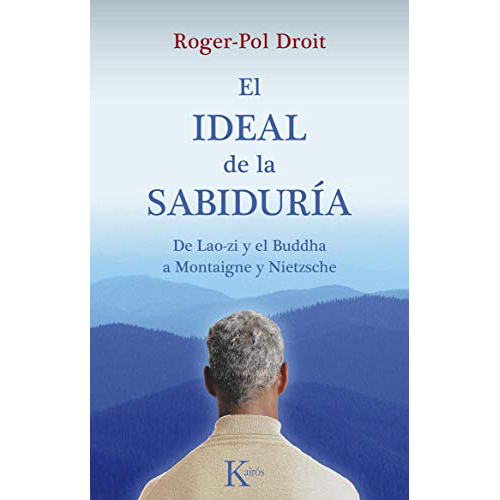 Roger-Pol Droit
El
IDEAL
de la
SABIDURÍA
De Lao-zi y el Buddha
a Montaigne y Nietzsche
Kairós